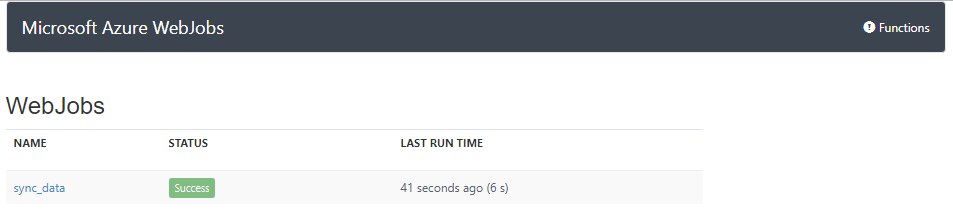 Microsoft Azure WebJobs Functions
WebJobs
NAME STATUS LAST RUN TIME
sync_data Success 41 seconds ago (6 s)